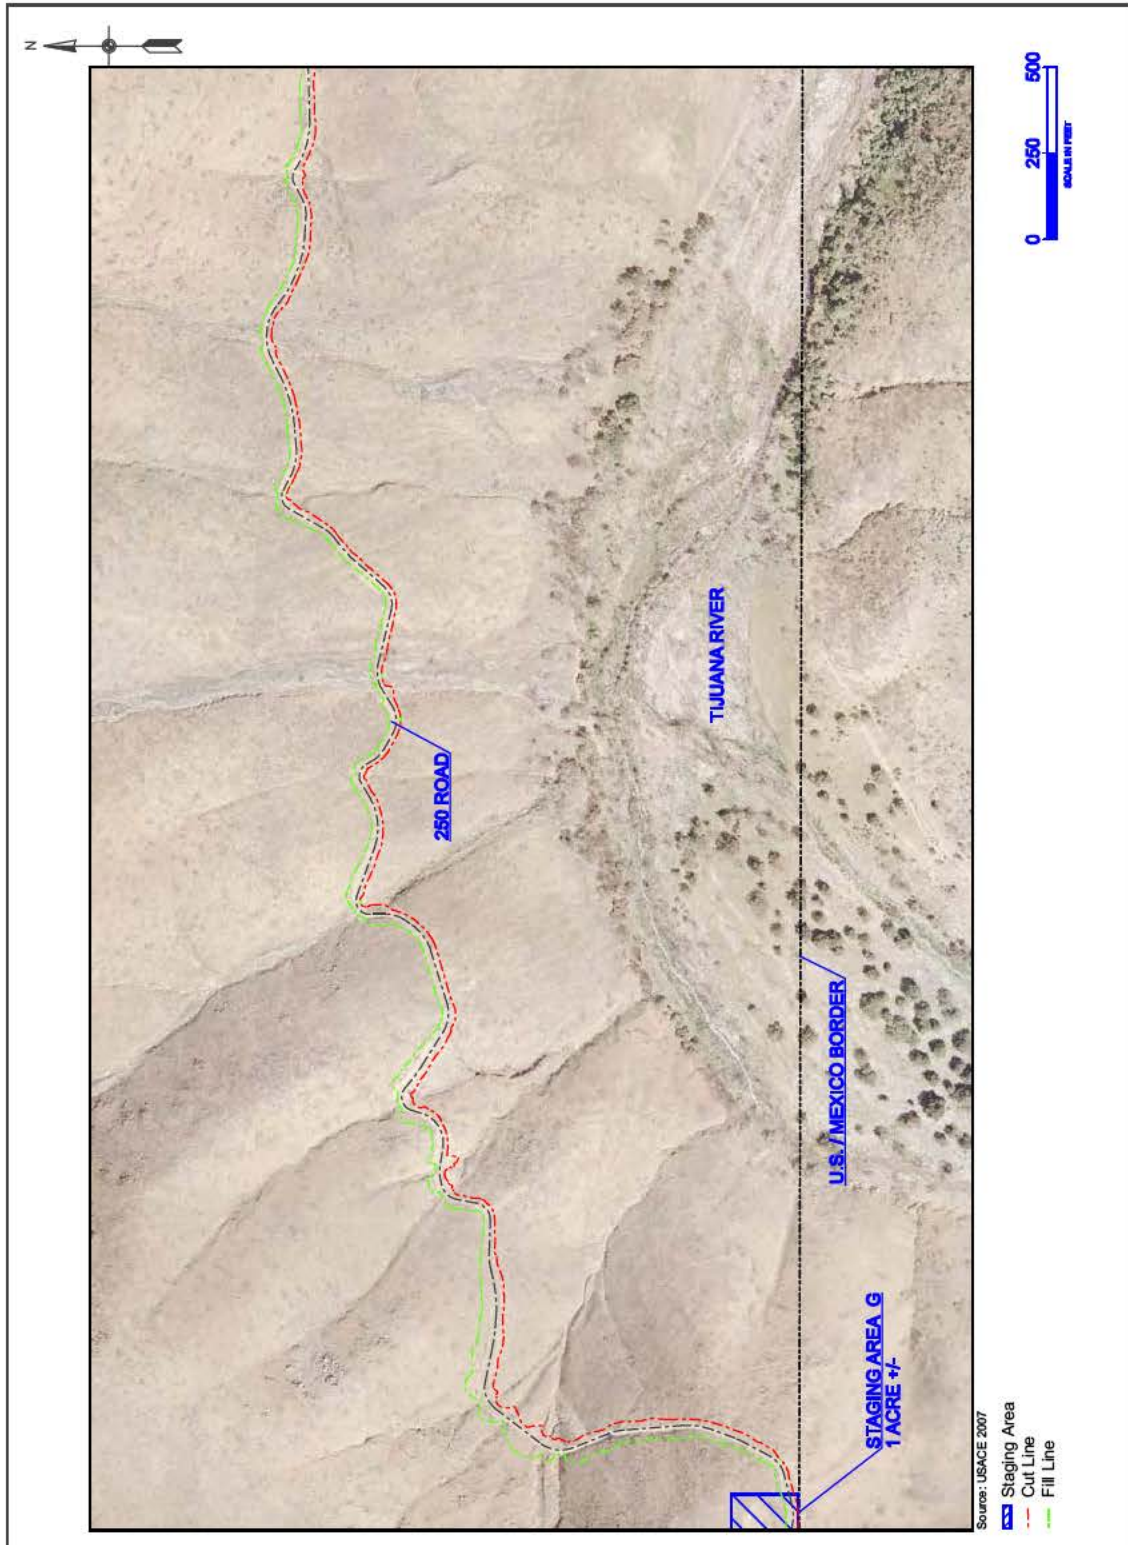 N
250 ROAD
TIJUANA RIVER
U.S. / MEXICO BORDER
STAGING AREA G
1 ACRE +/-
0 250 500
SCALE IN FEET
Source: USACE 2007
Staging Area
Cut Line
Fill Line